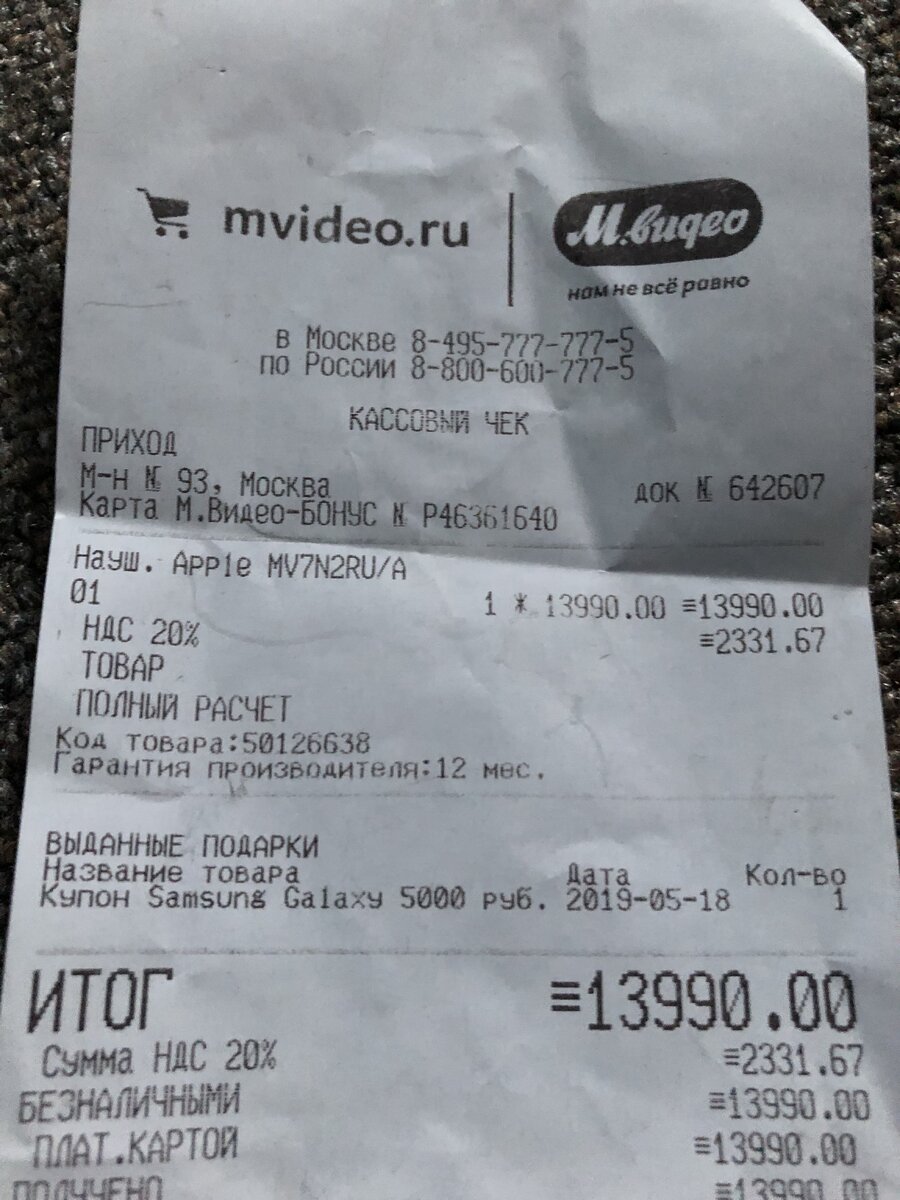 mvideo.ru М.видео
нам не всё равно
в Москве 8-495-777-777-5
по России 8-800-600-777-5
КАССОВЫЙ ЧЕК
ПРИХОД
М-н № 93, Москва док № 642607
Карта М.Видео-БОНУС № P46361640
Науш. Apple MV7N2RU/A
01 1 * 13990.00 ≡13990.00
НДС 20% ≡2331.67
ТОВАР
ПОЛНЫЙ РАСЧЕТ
Код товара:50126638
Гарантия производителя:12 мес.
ВЫДАННЫЕ ПОДАРКИ
Название товара Дата Кол-во
Купон Samsung Galaxy 5000 руб. 2019-05-18 1
ИТОГ ≡13990.00
Сумма НДС 20% ≡2331.67
БЕЗНАЛИЧНЫМИ ≡13990.00
ПЛАТ.КАРТОЙ ≡13990.00
ПОЛУЧЕНО ≡13990.00